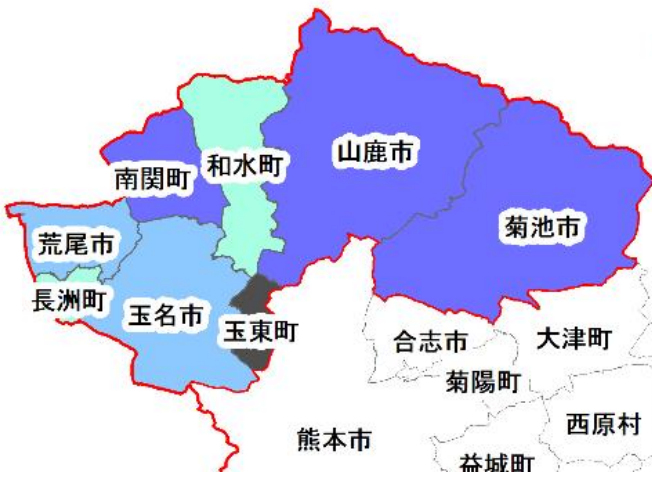 山鹿市
和水町
南関町
菊池市
荒尾市
長洲町
玉名市
玉東町
合志市
大津町
菊陽町
西原村
熊本市
益城町